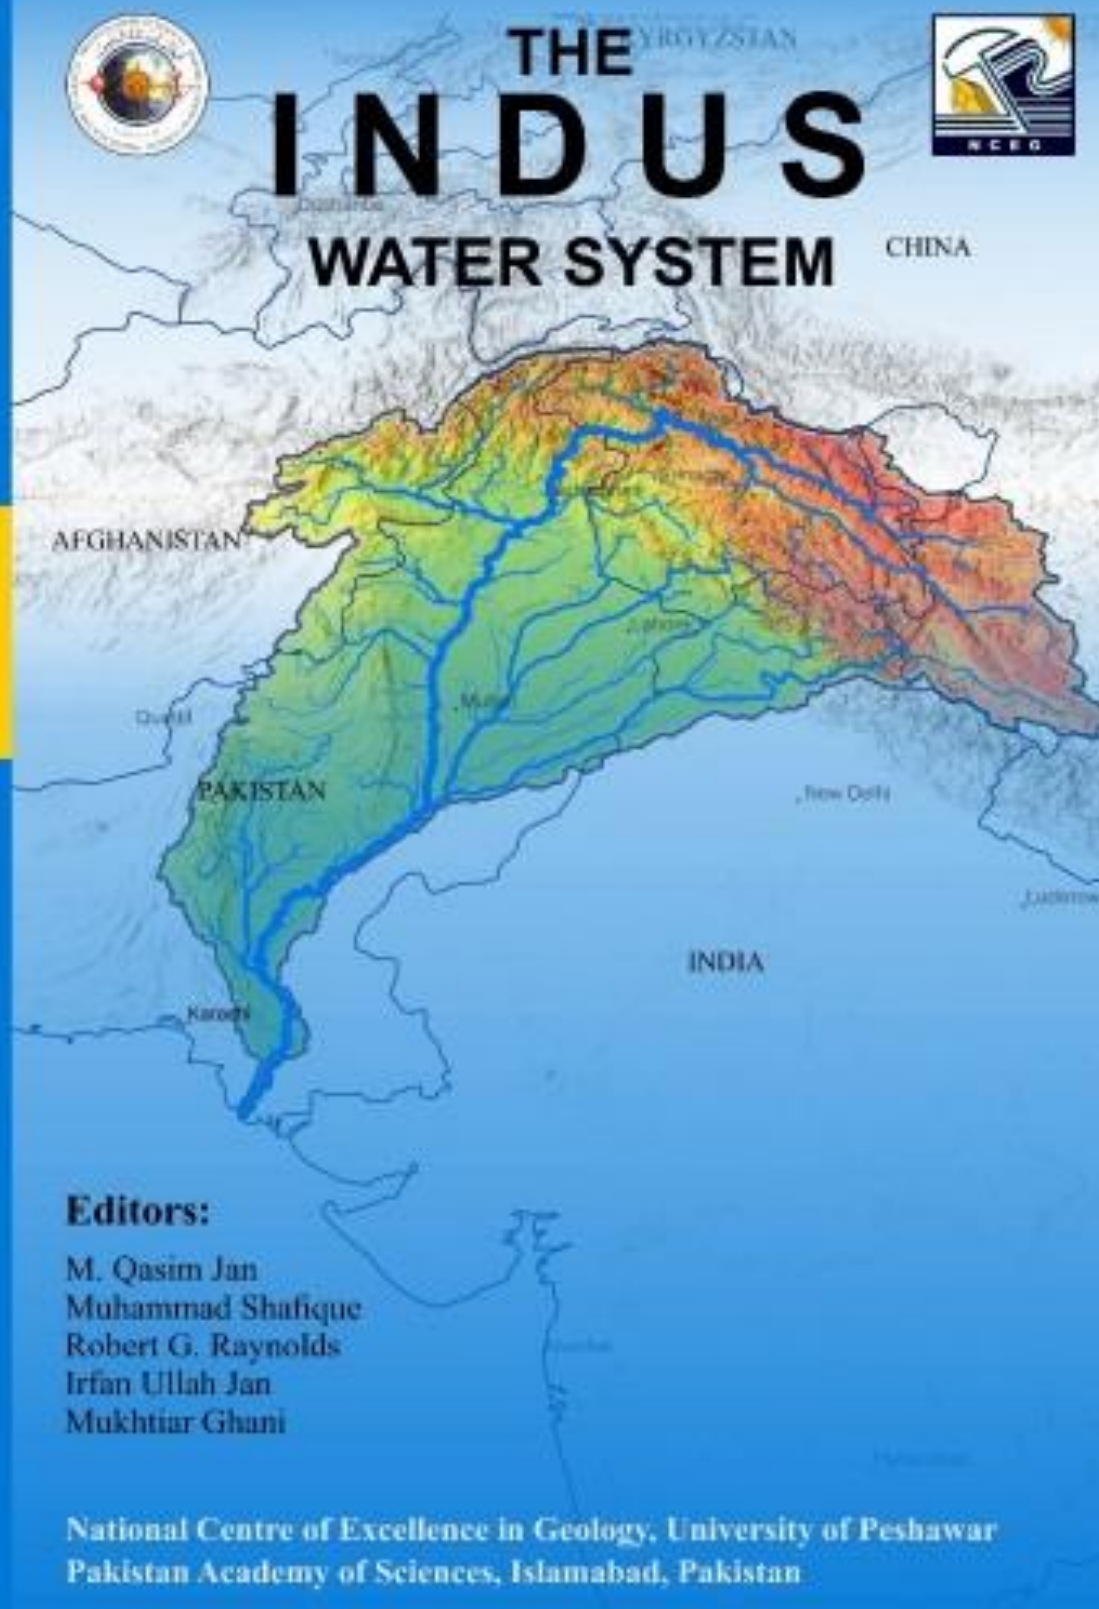 THE
INDUS
WATER SYSTEM
NCEG
CHINA
AFGHANISTAN
PAKISTAN
Karachi
New Delhi
INDIA
Editors:
M. Qasim Jan
Muhammad Shafique
Robert G. Raynolds
Irfan Ullah Jan
Mukhtiar Ghani
National Centre of Excellence in Geology, University of Peshawar
Pakistan Academy of Sciences, Islamabad, Pakistan